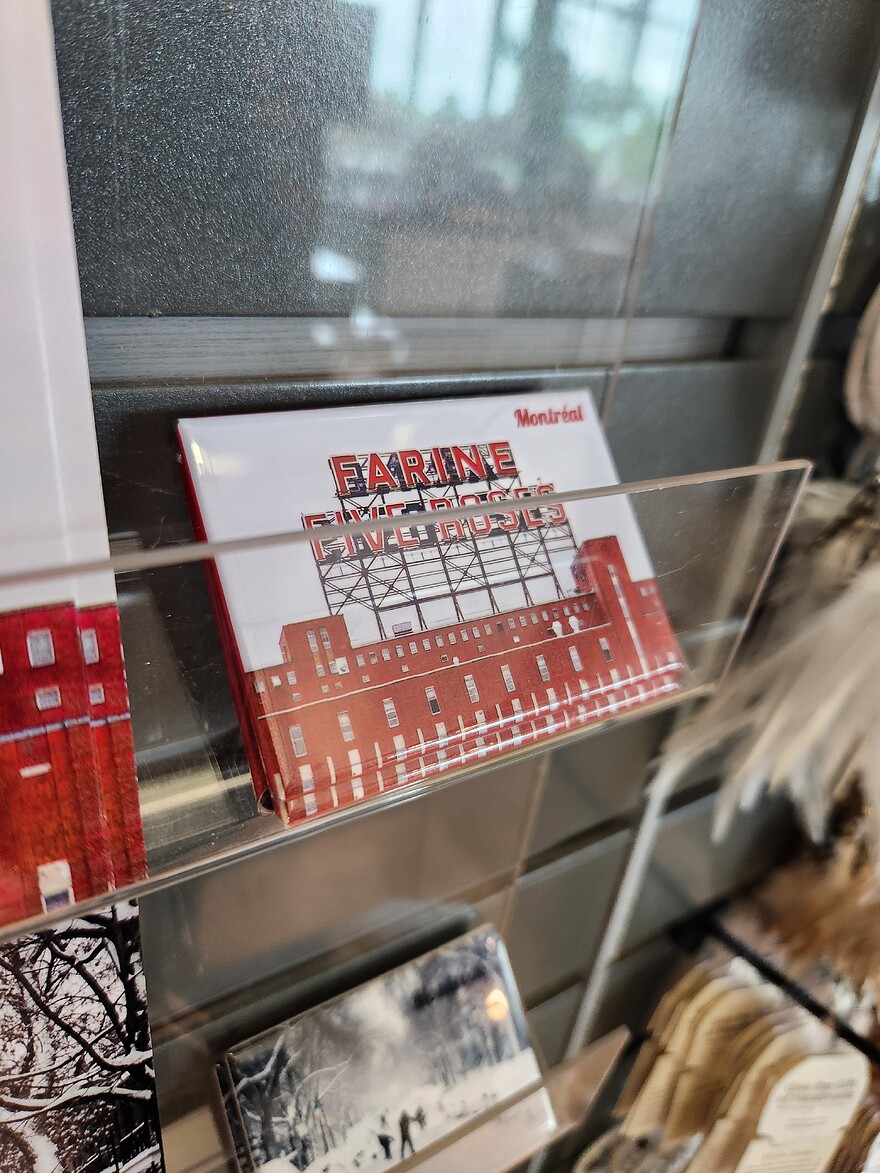 Montréal
FARINE
FIVE ROSES